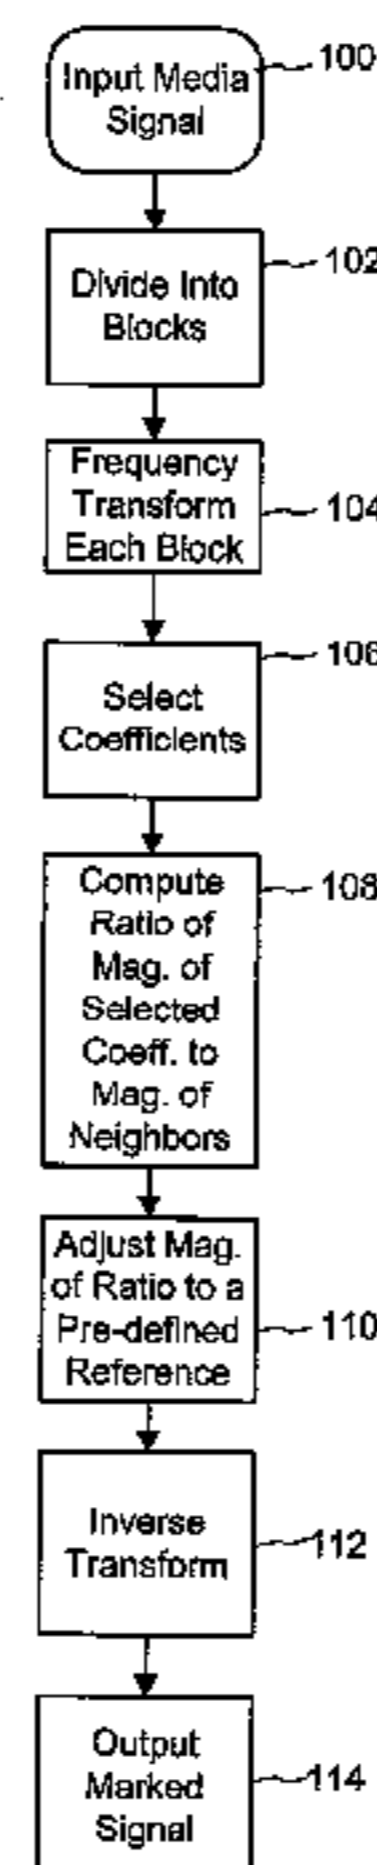 Input Media
Signal
100
Divide Into
Blocks
102
Frequency
Transform
Each Block
104
Select
Coefficients
106
Compute
Ratio of
Mag. of
Selected
Coeff. to
Mag. of
Neighbors
108
Adjust Mag.
of Ratio to a
Pre-defined
Reference
110
Inverse
Transform
112
Output
Marked
Signal
114